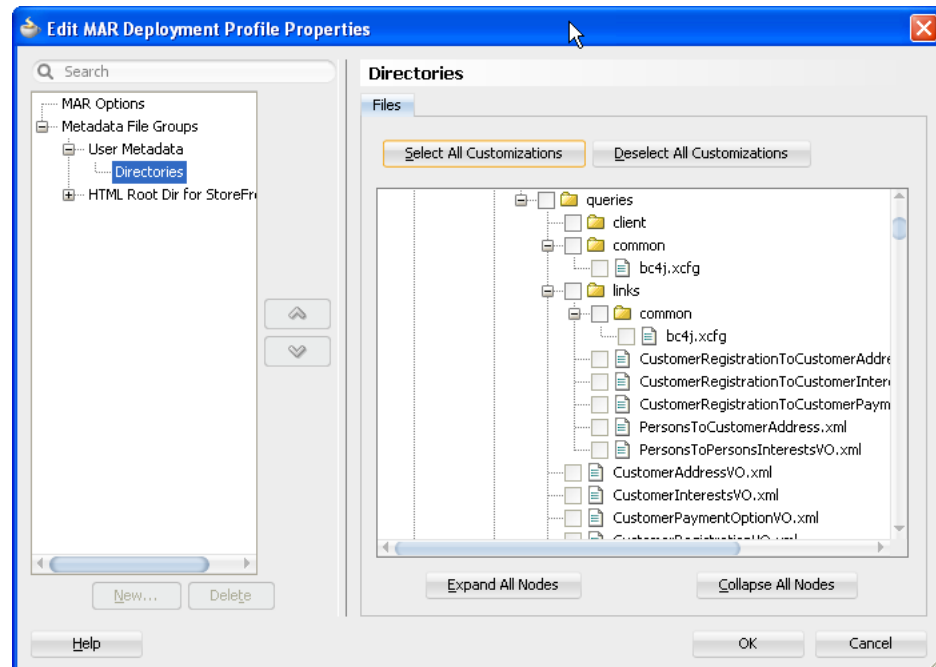 Edit MAR Deployment Profile Properties
Search
MAR Options
Metadata File Groups
User Metadata
Directories
HTML Root Dir for StoreFr
New...
Delete
Directories
Files
Select All Customizations
Deselect All Customizations
queries
client
common
bc4j.xcfg
links
common
bc4j.xcfg
CustomerRegistrationToCustomerAddre
CustomerRegistrationToCustomerInter
CustomerRegistrationToCustomerPaym
PersonsToCustomerAddress.xml
PersonsToPersonsInterestsVO.xml
CustomerAddressVO.xml
CustomerInterestsVO.xml
CustomerPaymentOptionVO.xml
CustomerRegistrationVO.xml
Expand All Nodes
Collapse All Nodes
Help
OK
Cancel